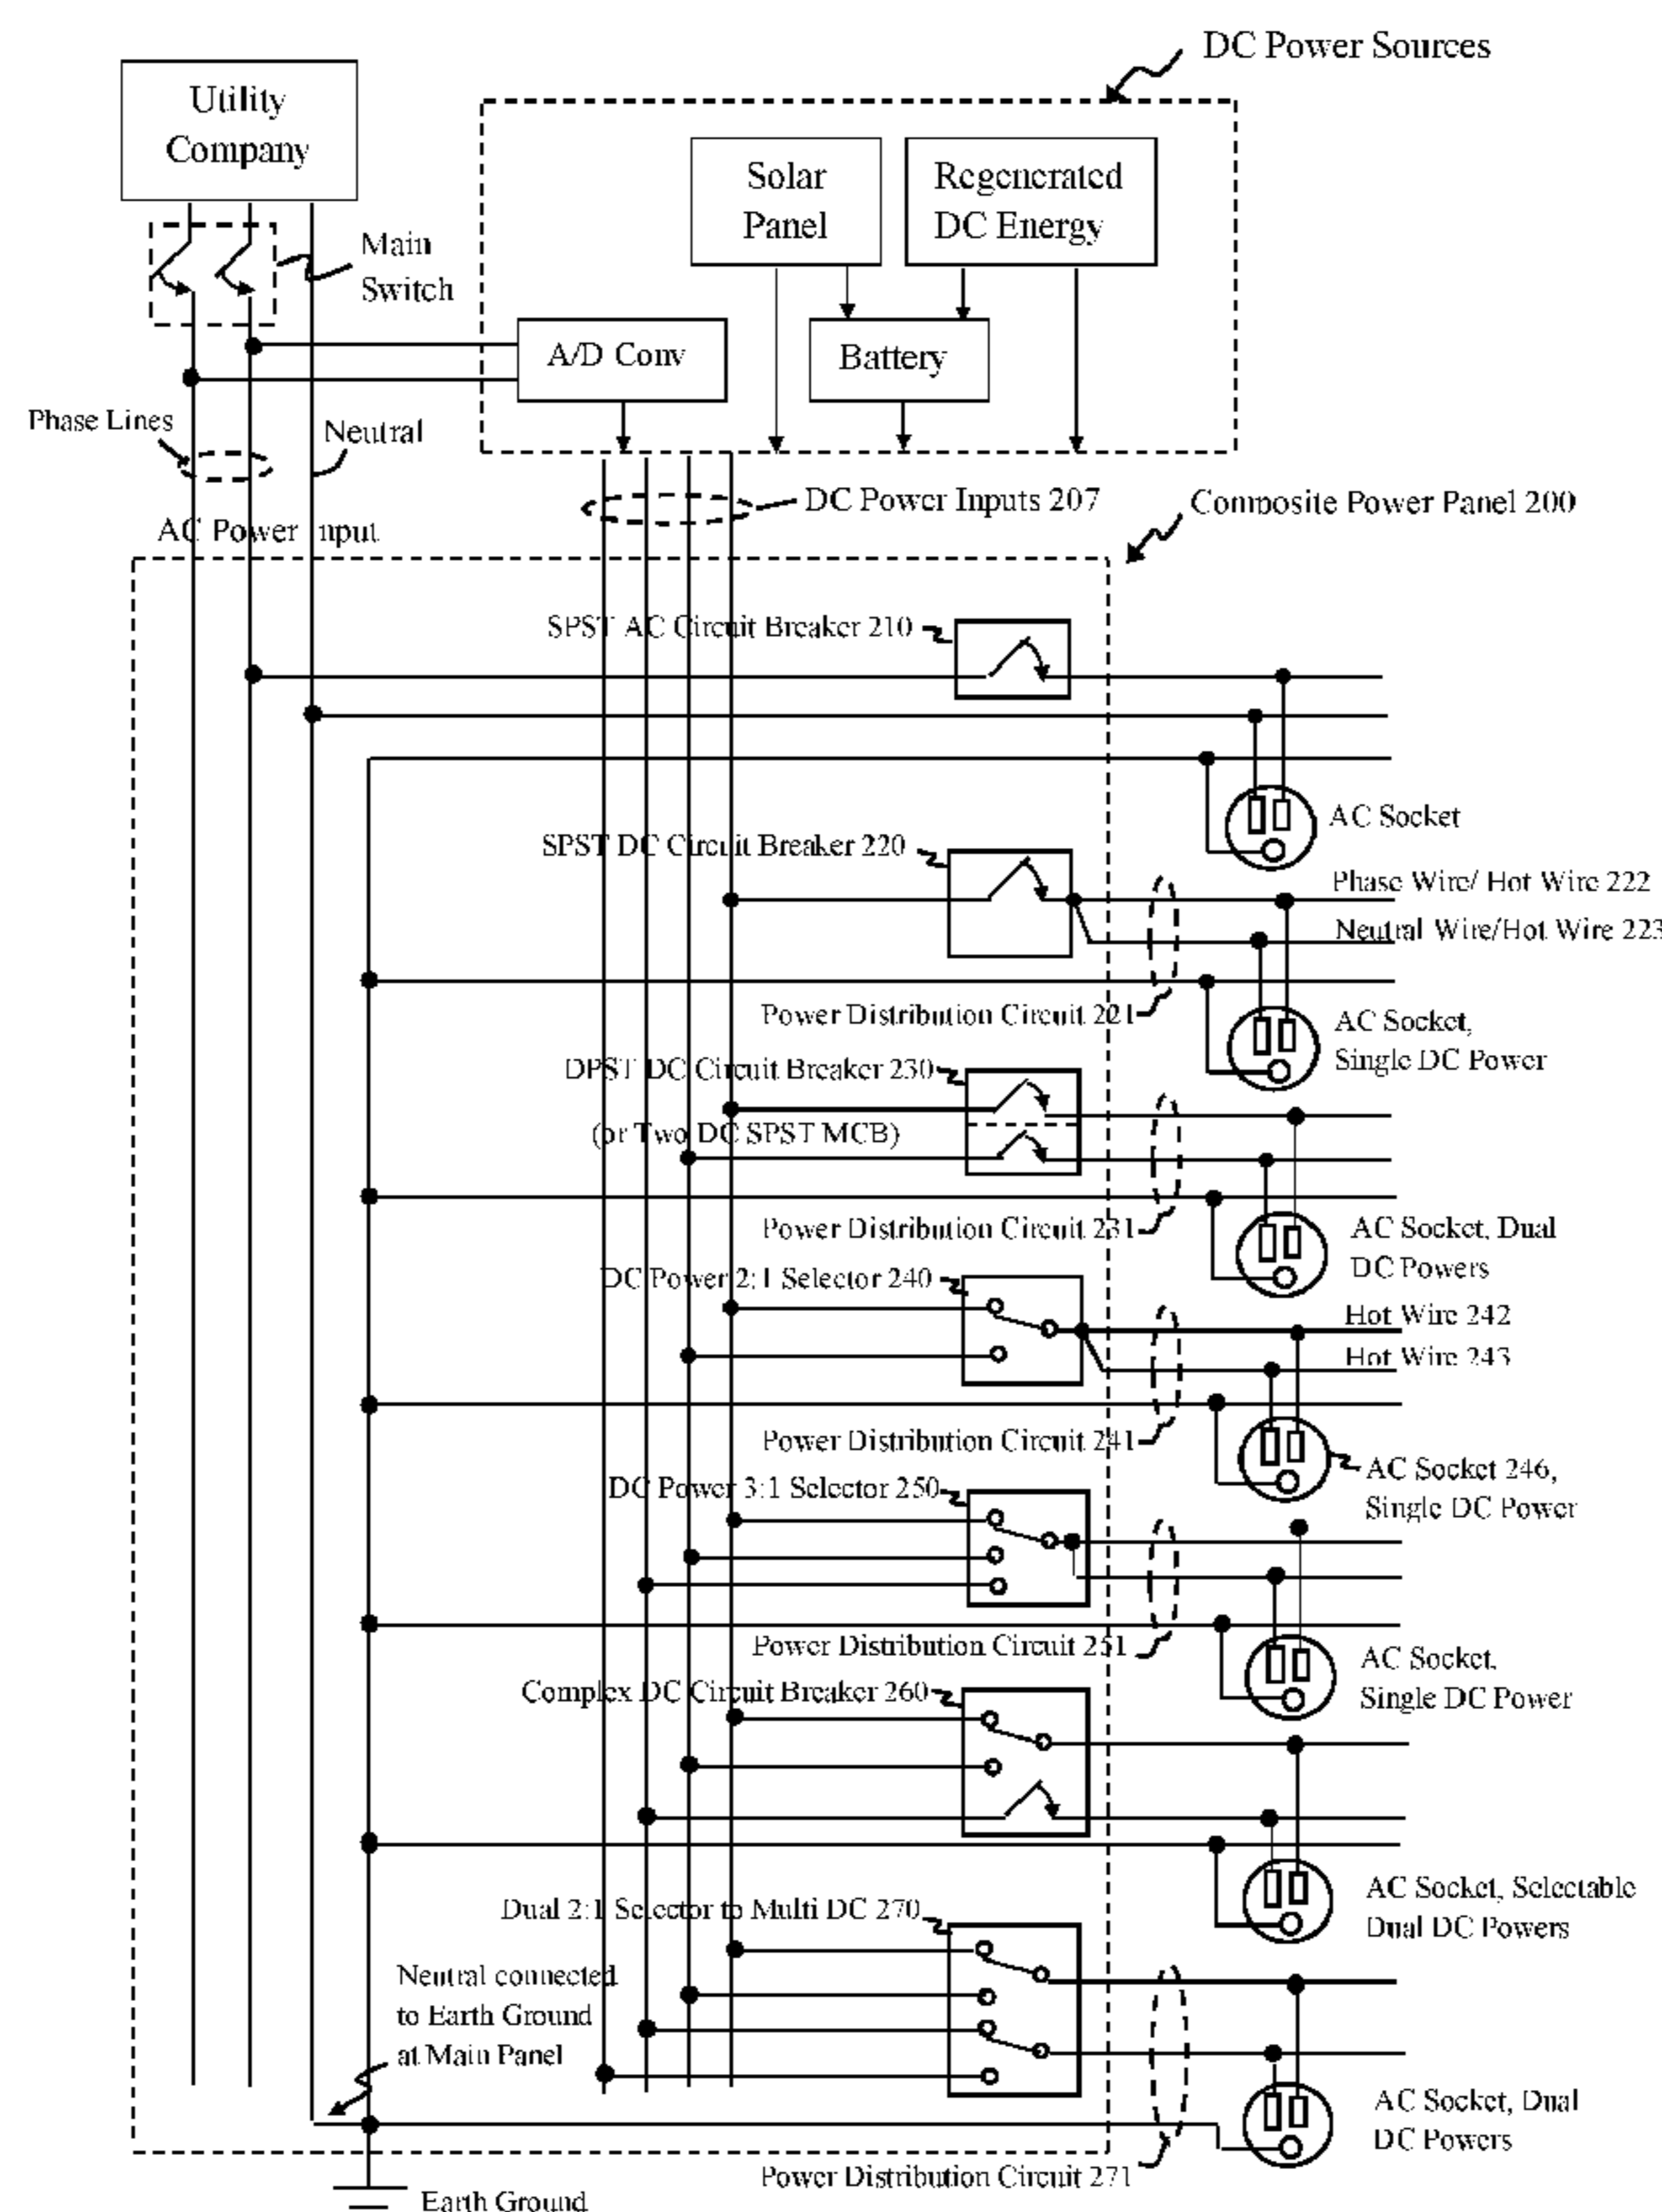 DC Power Sources
Utility
Company
Solar
Panel
Regenerated
DC Energy
Main
Switch
A/D Conv
Battery
Phase Lines
Neutral
DC Power Inputs 207
Composite Power Panel 200
AC Power Input
SPST AC Circuit Breaker 210
AC Socket
SPST DC Circuit Breaker 220
Phase Wire/ Hot Wire 222
Neutral Wire/Hot Wire 223
Power Distribution Circuit 221
AC Socket,
Single DC Power
DPST DC Circuit Breaker 230
(or Two DC SPST MCB)
Power Distribution Circuit 231
AC Socket, Dual
DC Powers
DC Power 2:1 Selector 240
Hot Wire 242
Hot Wire 243
Power Distribution Circuit 241
AC Socket 246,
Single DC Power
DC Power 3:1 Selector 250
Power Distribution Circuit 251
AC Socket,
Single DC Power
Complex DC Circuit Breaker 260
AC Socket, Selectable
Dual DC Powers
Dual 2:1 Selector to Multi DC 270
Neutral connected
to Earth Ground
at Main Panel
AC Socket, Dual
DC Powers
Power Distribution Circuit 271
Earth Ground